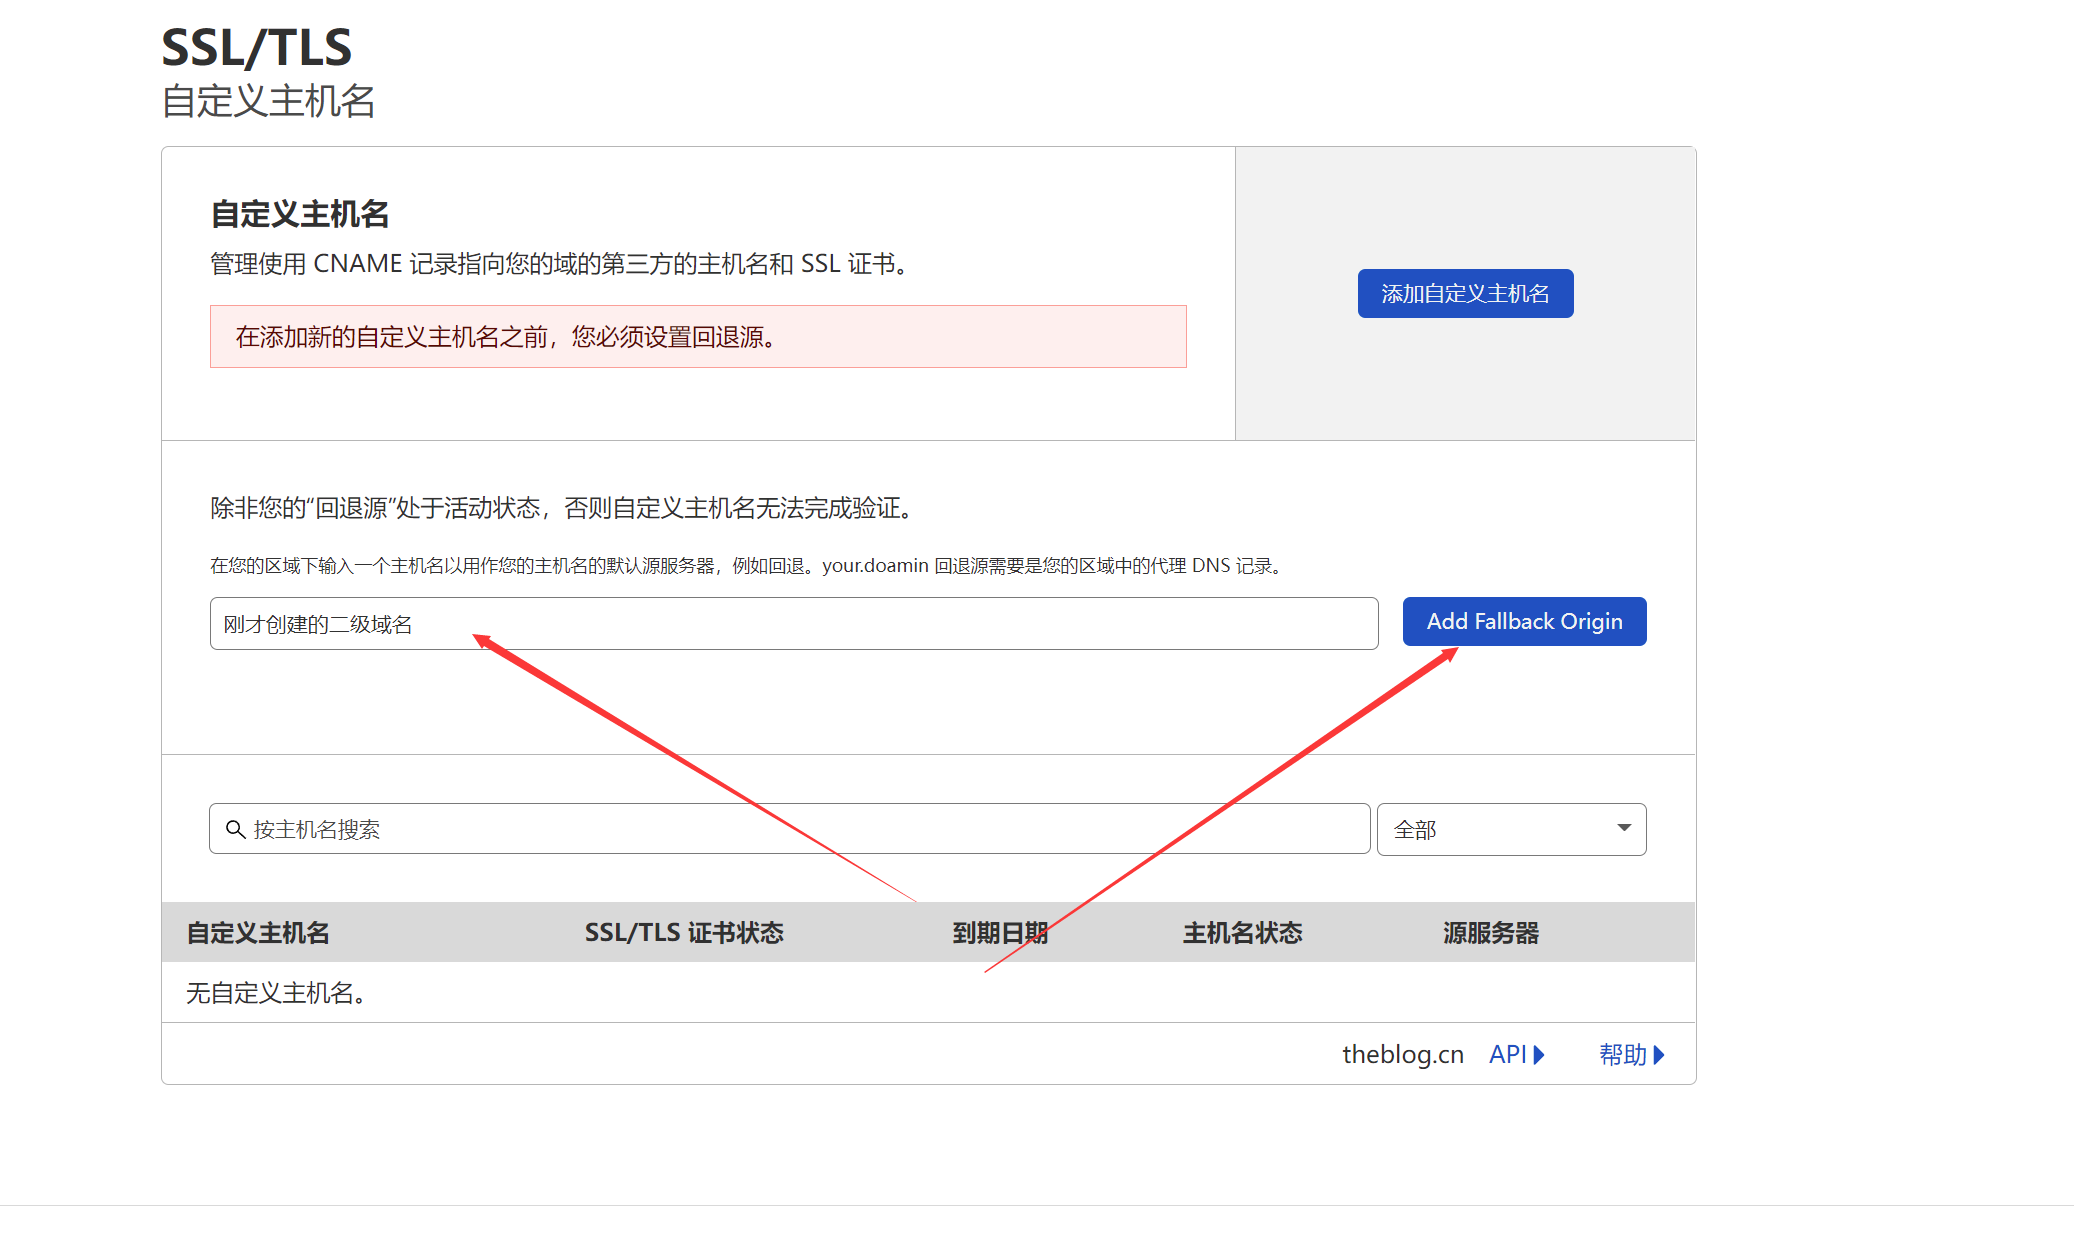 SSL/TLS
自定义主机名
自定义主机名
管理使用 CNAME 记录指向您的域的第三方的主机名和 SSL 证书。
添加自定义主机名
在添加新的自定义主机名之前，您必须设置回退源。
除非您的“回退源”处于活动状态，否则自定义主机名无法完成验证。
在您的区域下输入一个主机名以用作您的主机名的默认源服务器，例如回退。your.doamin 回退源需要是您的区域中的代理 DNS 记录。
刚才创建的二级域名
Add Fallback Origin
按主机名搜索
全部
自定义主机名 SSL/TLS 证书状态 到期日期 主机名状态 源服务器
无自定义主机名。
theblog.cn API 帮助